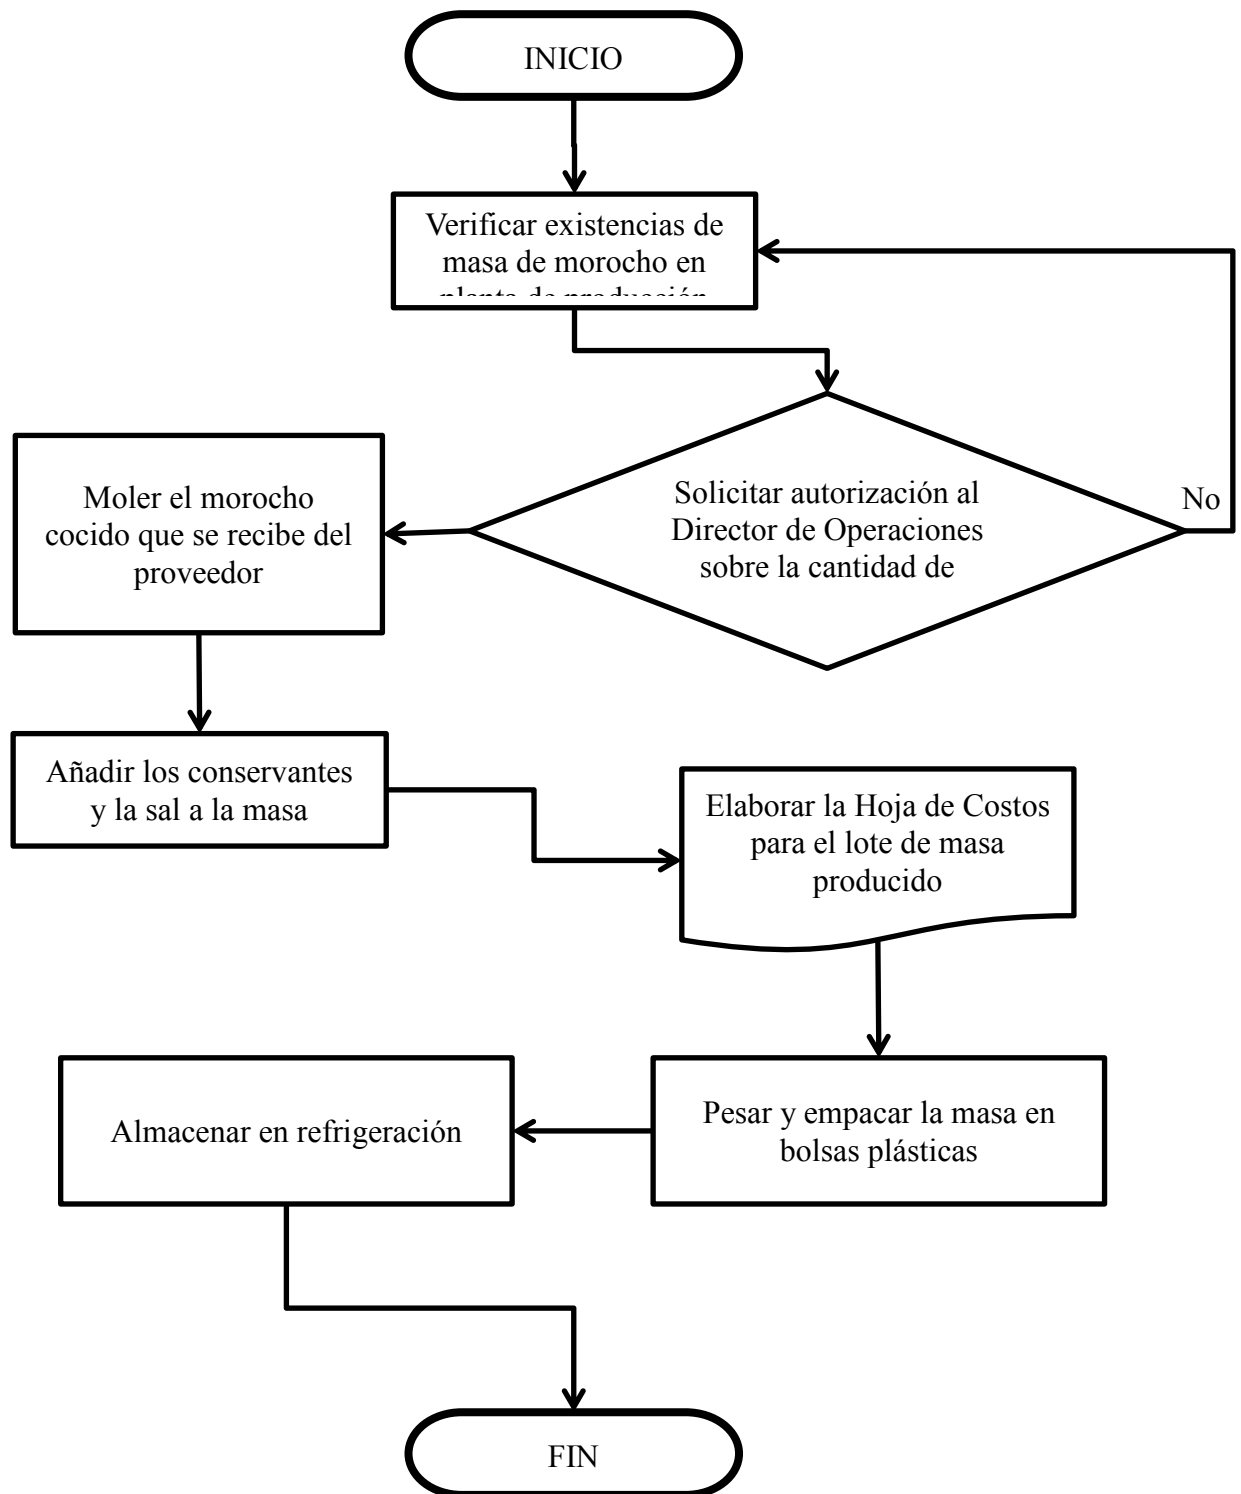 INICIO
Verificar existencias de
masa de morocho en
planta de producción
Solicitar autorización al
Director de Operaciones
sobre la cantidad de
No
Moler el morocho
cocido que se recibe del
proveedor
Añadir los conservantes
y la sal a la masa
Elaborar la Hoja de Costos
para el lote de masa
producido
Pesar y empacar la masa en
bolsas plásticas
Almacenar en refrigeración
FIN